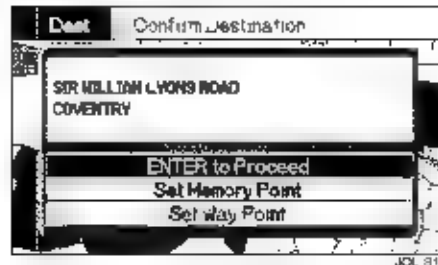 Dest Confirm Destination
SIR WILLIAM LYONS ROAD
COVENTRY
ENTER to Proceed
Set Memory Point
Set Way Point